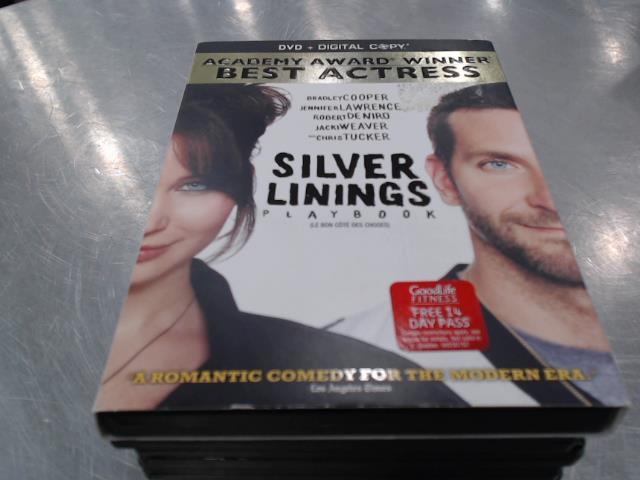 DVD + DIGITAL COPY*
ACADEMY AWARD® WINNER
BEST ACTRESS
BRADLEY COOPER
JENNIFER LAWRENCE
ROBERT DE NIRO
JACKI WEAVER
CHRIS TUCKER
SILVER
LININGS
PLAYBOOK
(LE BON CÔTÉ DES CHOSES)
GoodLife
FITNESS
FREE 14
DAY PASS
A ROMANTIC COMEDY FOR THE MODERN ERA.
Los Angeles Times